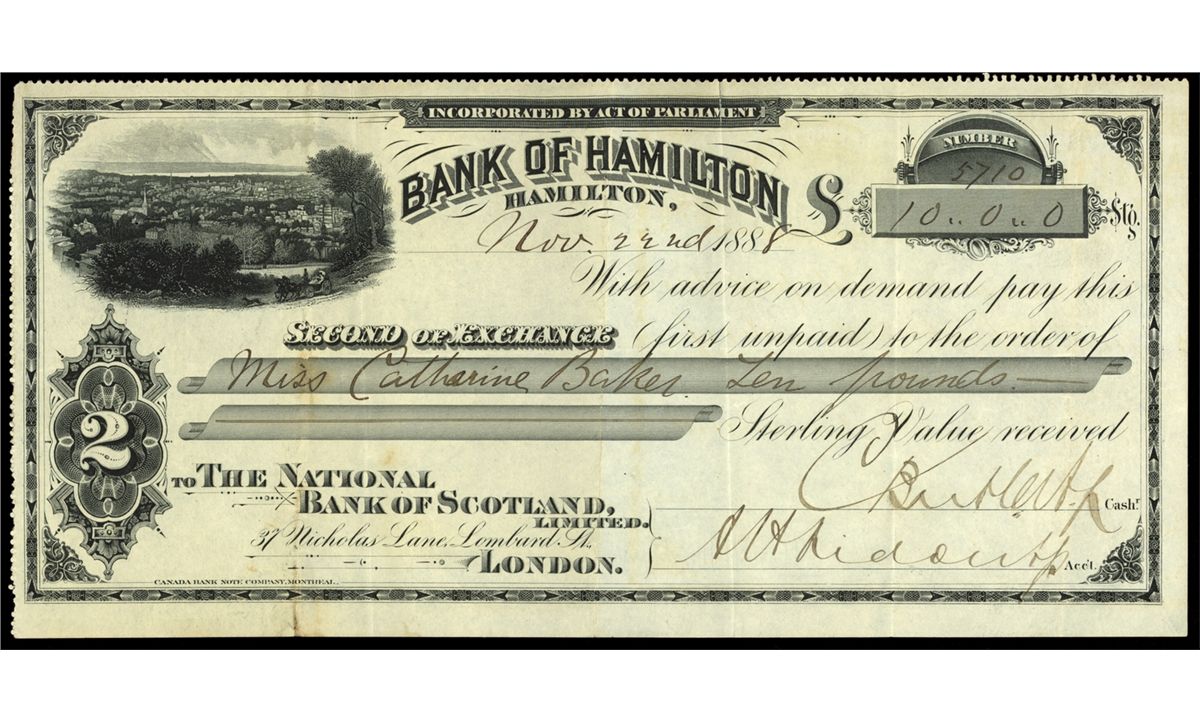 INCORPORATED BY ACT OF PARLIAMENT
BANK OF HAMILTON
HAMILTON,
Nov. 22nd 1888
NUMBER
5710
£ 10 .. 0 .. 0 Stg.
With advice on demand pay this
SECOND OF EXCHANGE (first unpaid) to the order of
Miss Catharine Baker Ten pounds —
Sterling Value received
2
TO THE NATIONAL
BANK OF SCOTLAND,
LIMITED.
37 Nicholas Lane, Lombard St.,
LONDON.
Cashr.
Acc't.
CANADA BANK NOTE COMPANY, MONTREAL.